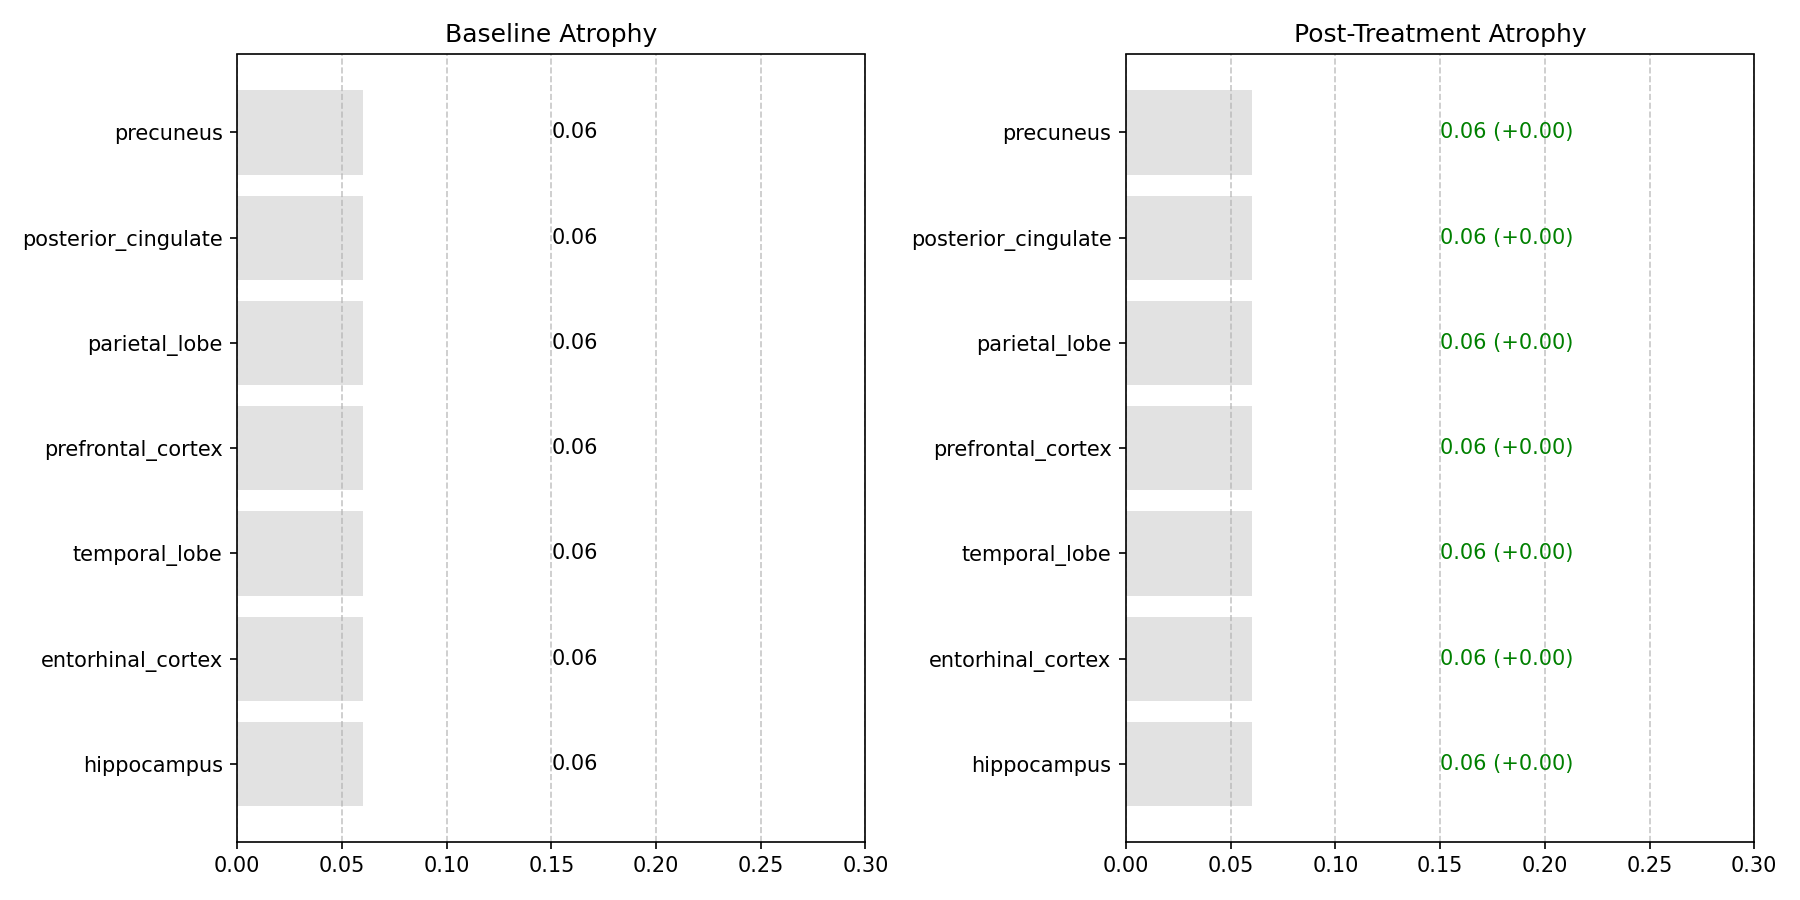 Baseline Atrophy
precuneus
0.06
posterior_cingulate
0.06
parietal_lobe
0.06
prefrontal_cortex
0.06
temporal_lobe
0.06
entorhinal_cortex
0.06
hippocampus
0.06
0.00 0.05 0.10 0.15 0.20 0.25 0.30
Post-Treatment Atrophy
precuneus
0.06 (+0.00)
posterior_cingulate
0.06 (+0.00)
parietal_lobe
0.06 (+0.00)
prefrontal_cortex
0.06 (+0.00)
temporal_lobe
0.06 (+0.00)
entorhinal_cortex
0.06 (+0.00)
hippocampus
0.06 (+0.00)
0.00 0.05 0.10 0.15 0.20 0.25 0.30